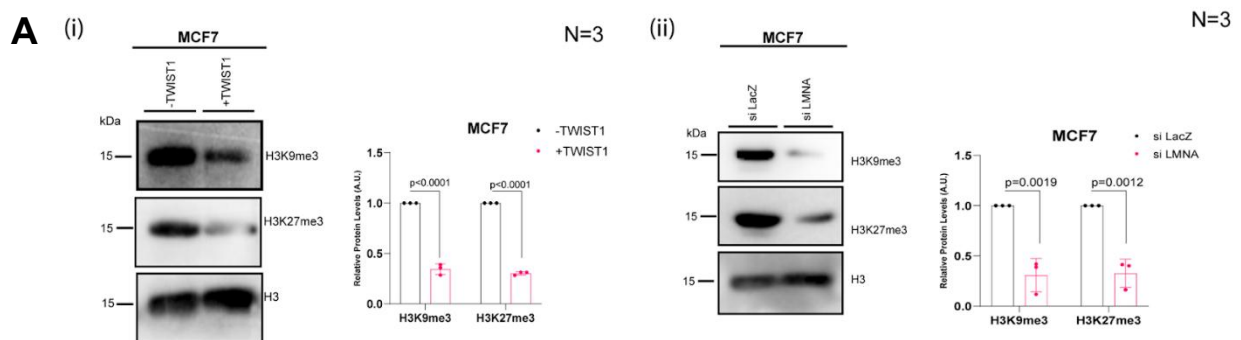 A (i) MCF7 N=3
-TWIST1 +TWIST1
kDa
15 H3K9me3
15 H3K27me3
15 H3
MCF7
-TWIST1
+TWIST1
Relative Protein Levels (A.U.)
1.5
1.0
0.5
0.0
p<0.0001 p<0.0001
H3K9me3 H3K27me3
(ii) MCF7 N=3
si LacZ si LMNA
kDa
15 H3K9me3
15 H3K27me3
15 H3
MCF7
si LacZ
si LMNA
Relative Protein Levels (A.U.)
1.5
1.0
0.5
0.0
p=0.0019 p=0.0012
H3K9me3 H3K27me3